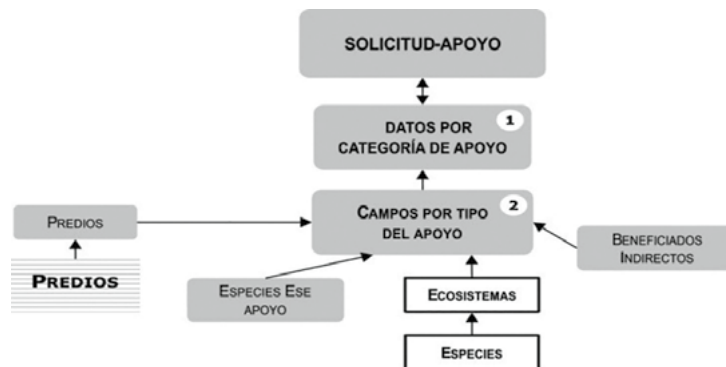 SOLICITUD-APOYO
DATOS POR
CATEGORÍA DE APOYO
1
CAMPOS POR TIPO
DEL APOYO
2
PREDIOS
PREDIOS
ESPECIES ESE
APOYO
ECOSISTEMAS
ESPECIES
BENEFICIADOS
INDIRECTOS